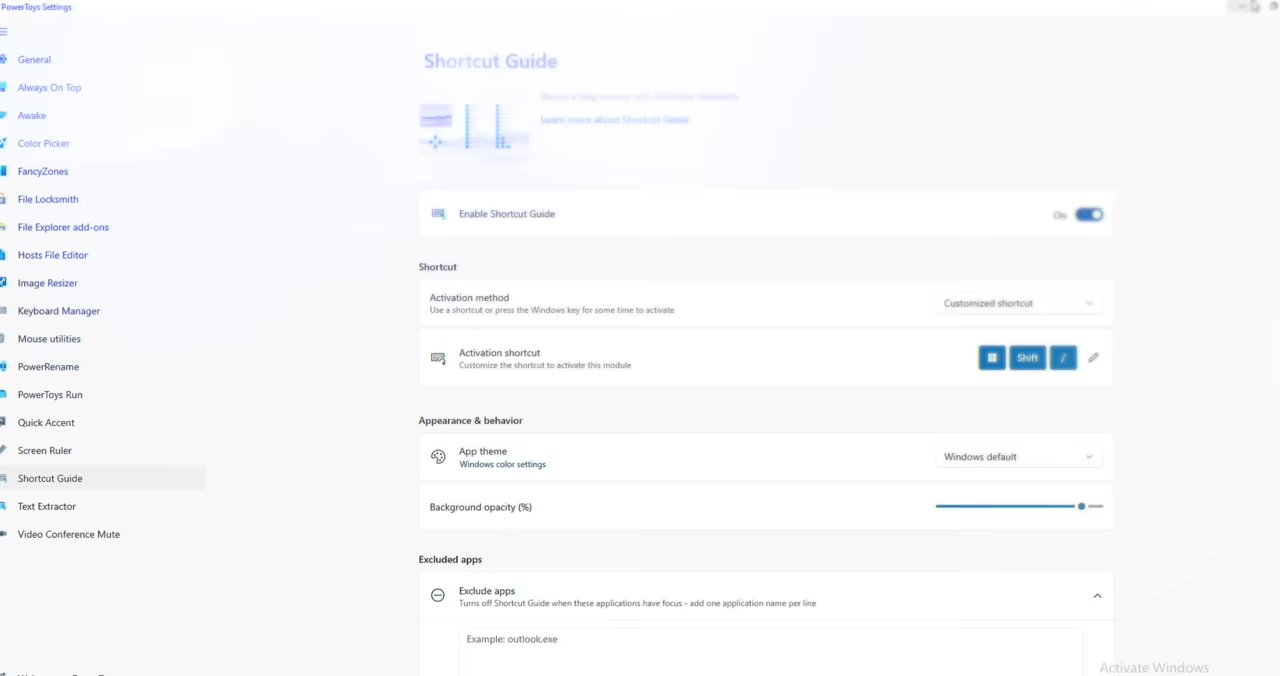 PowerToys Settings
General
Always On Top
Awake
Color Picker
FancyZones
File Locksmith
File Explorer add-ons
Hosts File Editor
Image Resizer
Keyboard Manager
Mouse utilities
PowerRename
PowerToys Run
Quick Accent
Screen Ruler
Shortcut Guide
Text Extractor
Video Conference Mute
Shortcut Guide
Learn more about Shortcut Guide
Enable Shortcut Guide
On
Shortcut
Activation method
Use a shortcut or press the Windows key for some time to activate
Customized shortcut
Activation shortcut
Customize the shortcut to activate this module
Shift /
Appearance & behavior
App theme
Windows color settings
Windows default
Background opacity (%)
Excluded apps
Exclude apps
Turns off Shortcut Guide when these applications have focus - add one application name per line
Example: outlook.exe
Activate Windows